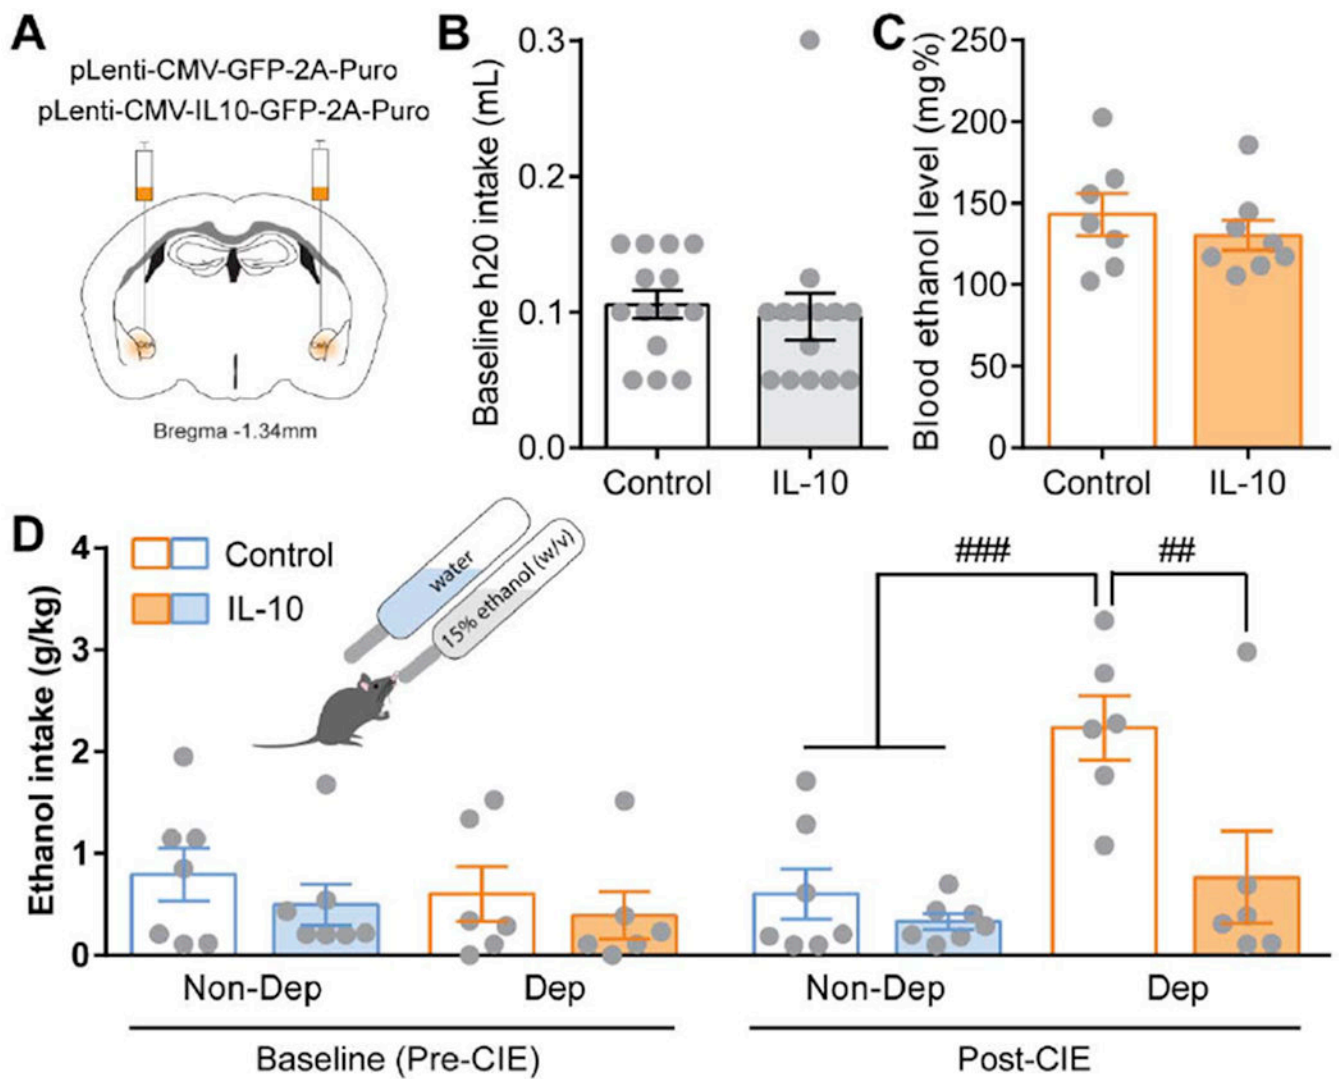 A
pLenti-CMV-GFP-2A-Puro
pLenti-CMV-IL10-GFP-2A-Puro
Bregma -1.34mm
B
Baseline h20 intake (mL)
0.3
0.2
0.1
0.0
Control
IL-10
C
Blood ethanol level (mg%)
250
200
150
100
50
0
Control
IL-10
D
Ethanol intake (g/kg)
4
3
2
1
0
Control
IL-10
water
15% ethanol (w/v)
###
##
Non-Dep
Dep
Non-Dep
Dep
Baseline (Pre-CIE)
Post-CIE